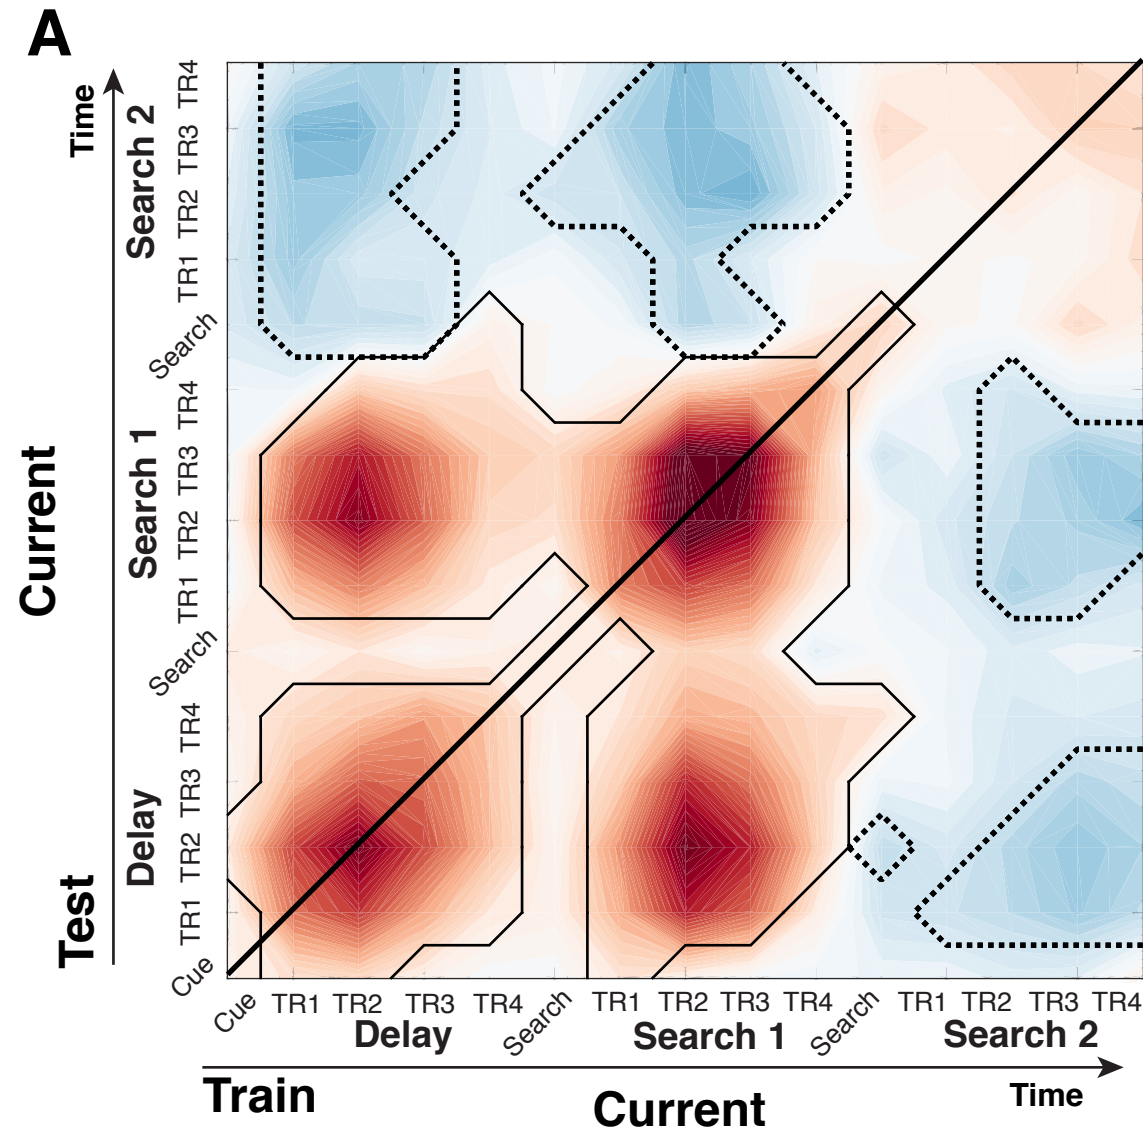 A
Time
Current
Test
Search 2
Search 1
Delay
TR4
TR3
TR2
TR1
Search
TR4
TR3
TR2
TR1
Search
TR4
TR3
TR2
TR1
Cue
Cue TR1 TR2 TR3 TR4 Search TR1 TR2 TR3 TR4 Search TR1 TR2 TR3 TR4
Delay Search 1 Search 2
Train Current Time